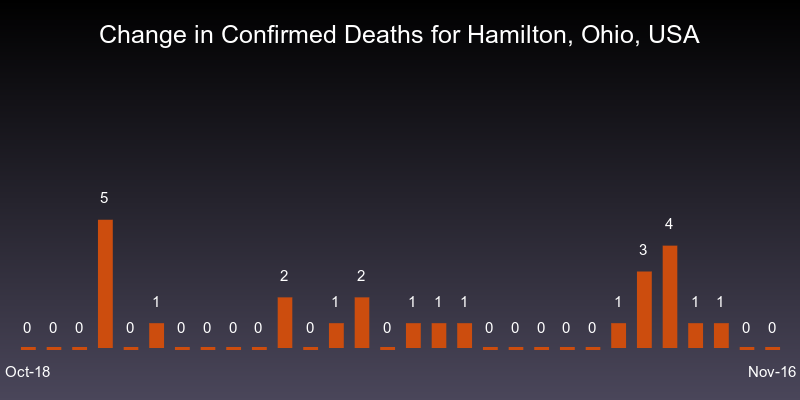 Change in Confirmed Deaths for Hamilton, Ohio, USA
0 0 0 5 0 1 0 0 0 0 2 0 1 2 0 1 1 1 0 0 0 0 0 1 3 4 1 1 0 0
Oct-18 Nov-16